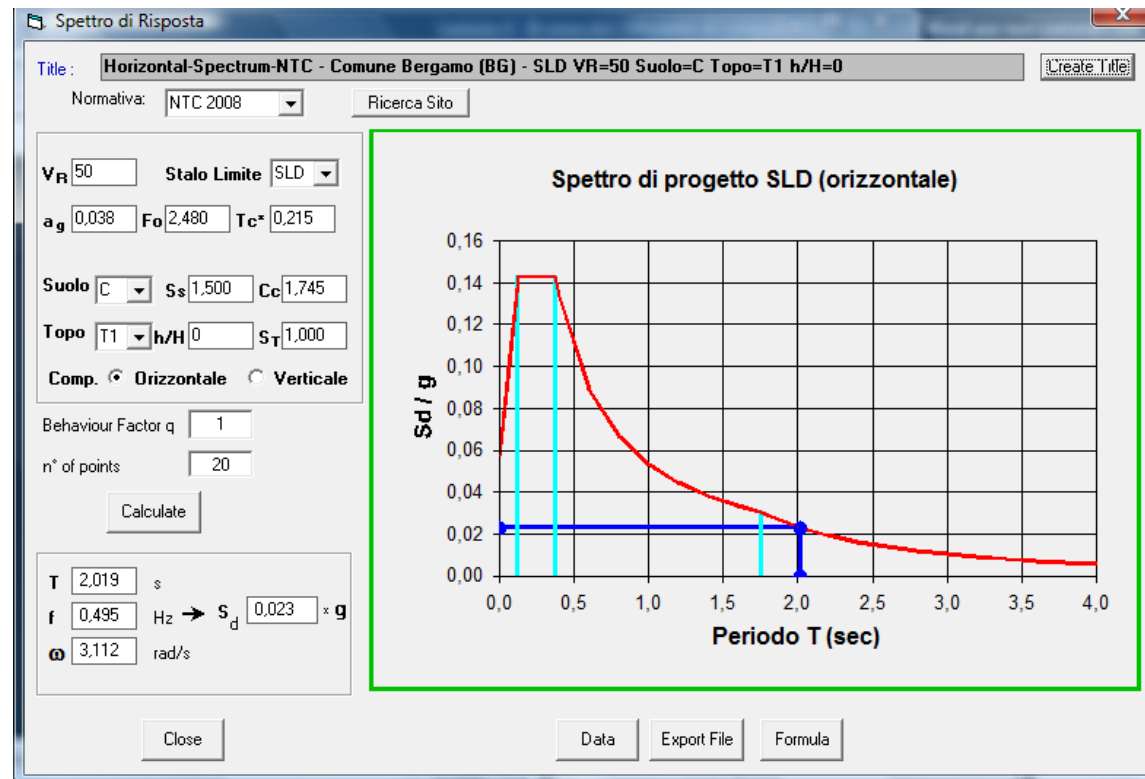 Spettro di Risposta
Title : Horizontal-Spectrum-NTC - Comune Bergamo (BG) - SLD VR=50 Suolo=C Topo=T1 h/H=0 Create Title
Normativa: NTC 2008 Ricerca Sito
VR 50 Stalo Limite SLD
ag 0,038 Fo 2,480 Tc* 0,215
Suolo C Ss 1,500 Cc 1,745
Topo T1 h/H 0 ST 1,000
Comp. Orizzontale Verticale
Behaviour Factor q 1
n° of points 20
Calculate
T 2,019 s
f 0,495 Hz → Sd 0,023 × g
ω 3,112 rad/s
Spettro di progetto SLD (orizzontale)
Sd / g
0,16
0,14
0,12
0,10
0,08
0,06
0,04
0,02
0,00
0,0 0,5 1,0 1,5 2,0 2,5 3,0 3,5 4,0
Periodo T (sec)
Close Data Export File Formula